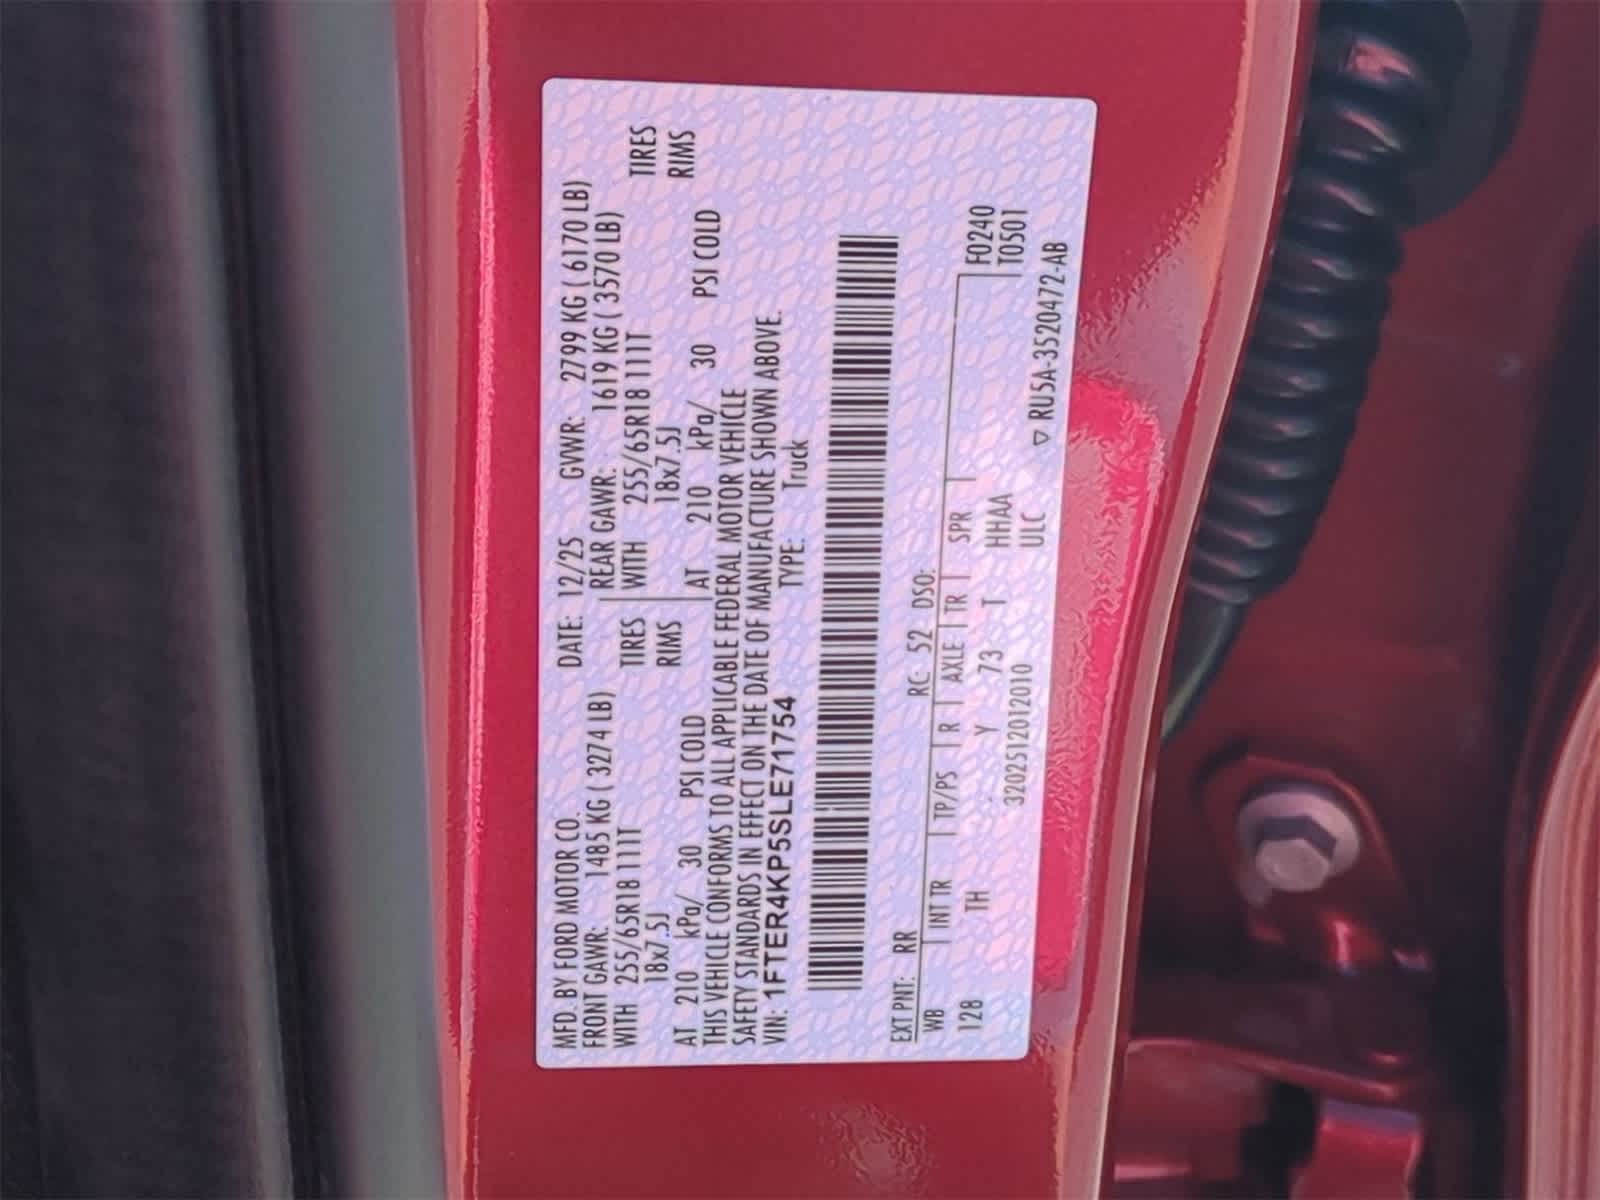 MFD. BY FORD MOTOR CO.
DATE: 12/25 GVWR: 2799 KG ( 6170 LB)
FRONT GAWR: 1485 KG ( 3274 LB) REAR GAWR: 1619 KG ( 3570 LB)
WITH 255/65R18 111T TIRES WITH 255/65R18 111T TIRES
18x7.5J RIMS 18x7.5J RIMS
AT 210 kPa/ 30 PSI COLD AT 210 kPa/ 30 PSI COLD
THIS VEHICLE CONFORMS TO ALL APPLICABLE FEDERAL MOTOR VEHICLE
SAFETY STANDARDS IN EFFECT ON THE DATE OF MANUFACTURE SHOWN ABOVE.
VIN: 1FTER4KP5SLE71754 TYPE: Truck
EXT PNT: RR RC: 52 DSO:
WB INT TR TP/PS R AXLE TR SPR F0240
128 TH Y 73 T HHAA T0501
3202512012010 ULC ▽ RU5A-3520472-AB